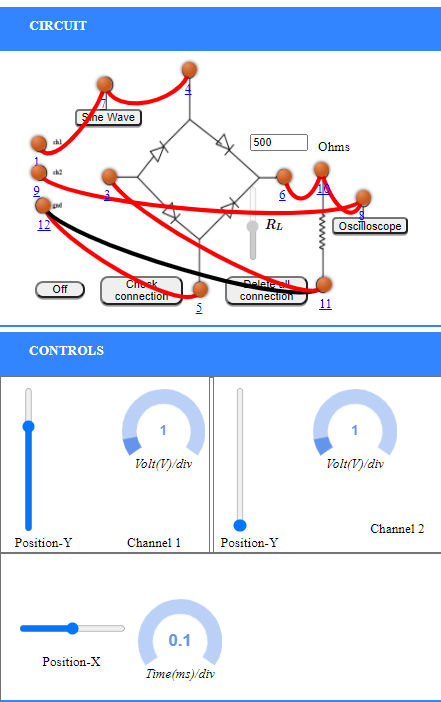 CIRCUIT
4
7
Sine Wave
500
Ohms
ch1
1
ch2
9
3
6
10
8
gnd
12
RL
Oscilloscope
Off
Check connection
Delete all connection
5
11
CONTROLS
1
Volt(V)/div
1
Volt(V)/div
Position-Y
Channel 1
Position-Y
Channel 2
0.1
Position-X
Time(ms)/div